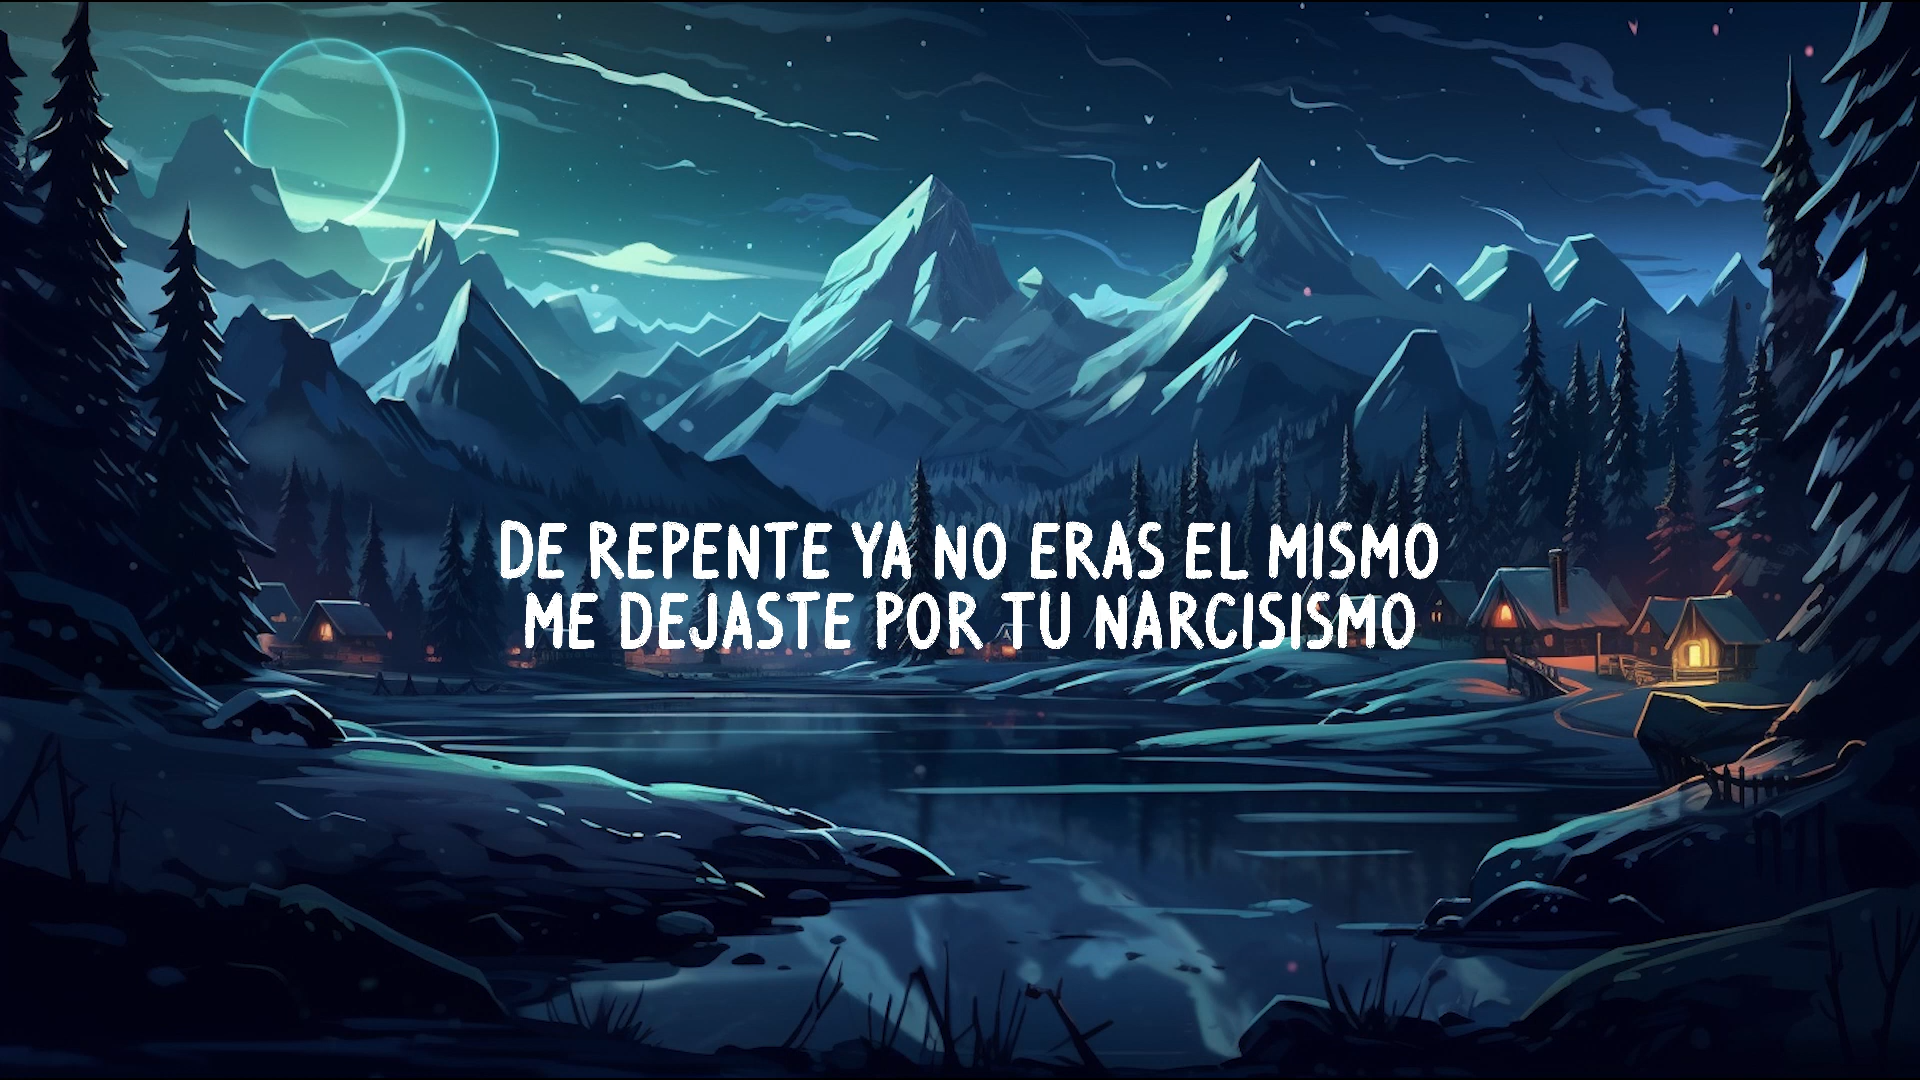 DE REPENTE YA NO ERAS EL MISMO
ME DEJASTE POR TU NARCISISMO